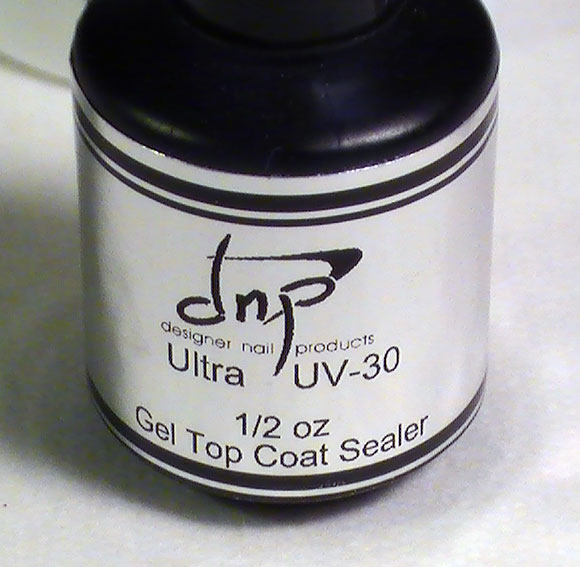 dnp
designer nail products
Ultra UV-30
1/2 oz
Gel Top Coat Sealer